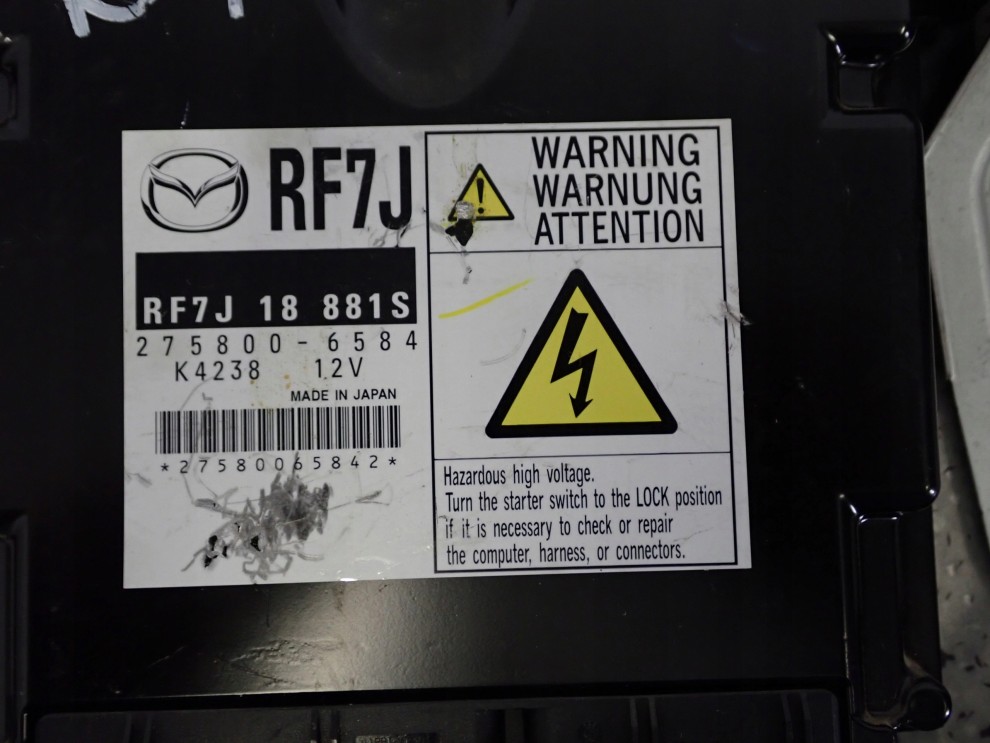 RF7J
RF7J 18 881S
275800-6584
K4238 12V
MADE IN JAPAN
*27580065842*
WARNING
WARNUNG
ATTENTION
Hazardous high voltage.
Turn the starter switch to the LOCK position
if it is necessary to check or repair
the computer, harness, or connectors.